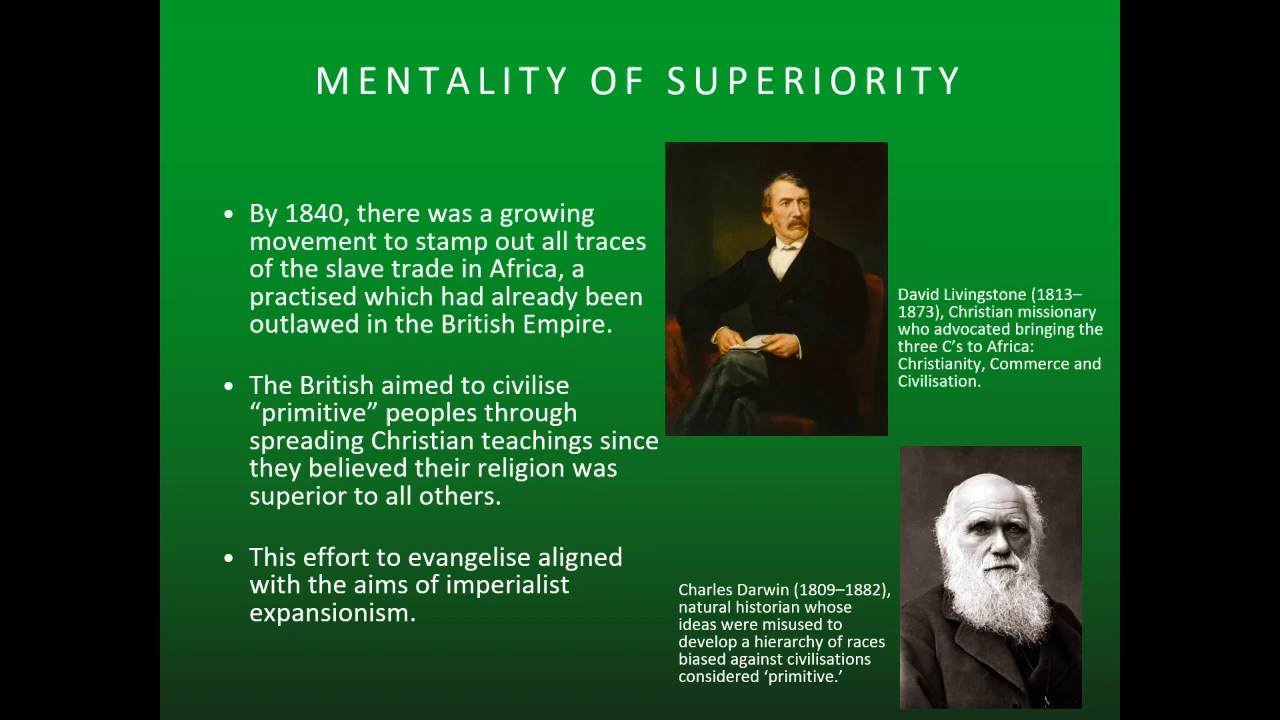 MENTALITY OF SUPERIORITY
• By 1840, there was a growing
movement to stamp out all traces
of the slave trade in Africa, a
practised which had already been
outlawed in the British Empire.
• The British aimed to civilise
“primitive” peoples through
spreading Christian teachings since
they believed their religion was
superior to all others.
• This effort to evangelise aligned
with the aims of imperialist
expansionism.
David Livingstone (1813–
1873), Christian missionary
who advocated bringing the
three C’s to Africa:
Christianity, Commerce and
Civilisation.
Charles Darwin (1809–1882),
natural historian whose
ideas were misused to
develop a hierarchy of races
biased against civilisations
considered ‘primitive.’